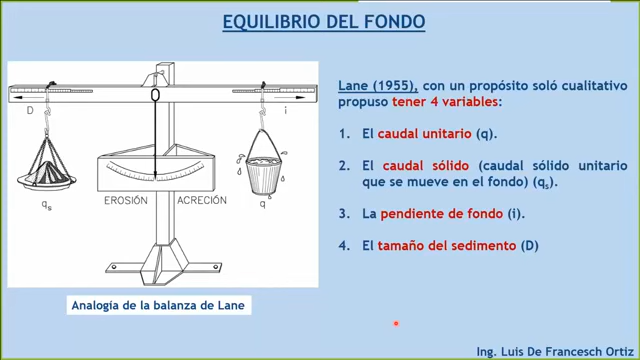 EQUILIBRIO DEL FONDO
D
i
qs
EROSIÓN
ACRECIÓN
q
Analogía de la balanza de Lane
Lane (1955), con un propósito soló cualitativo
propuso tener 4 variables:
1. El caudal unitario (q).
2. El caudal sólido (caudal sólido unitario
que se mueve en el fondo) (qs).
3. La pendiente de fondo (i).
4. El tamaño del sedimento (D)
Ing. Luis De Francesch Ortiz